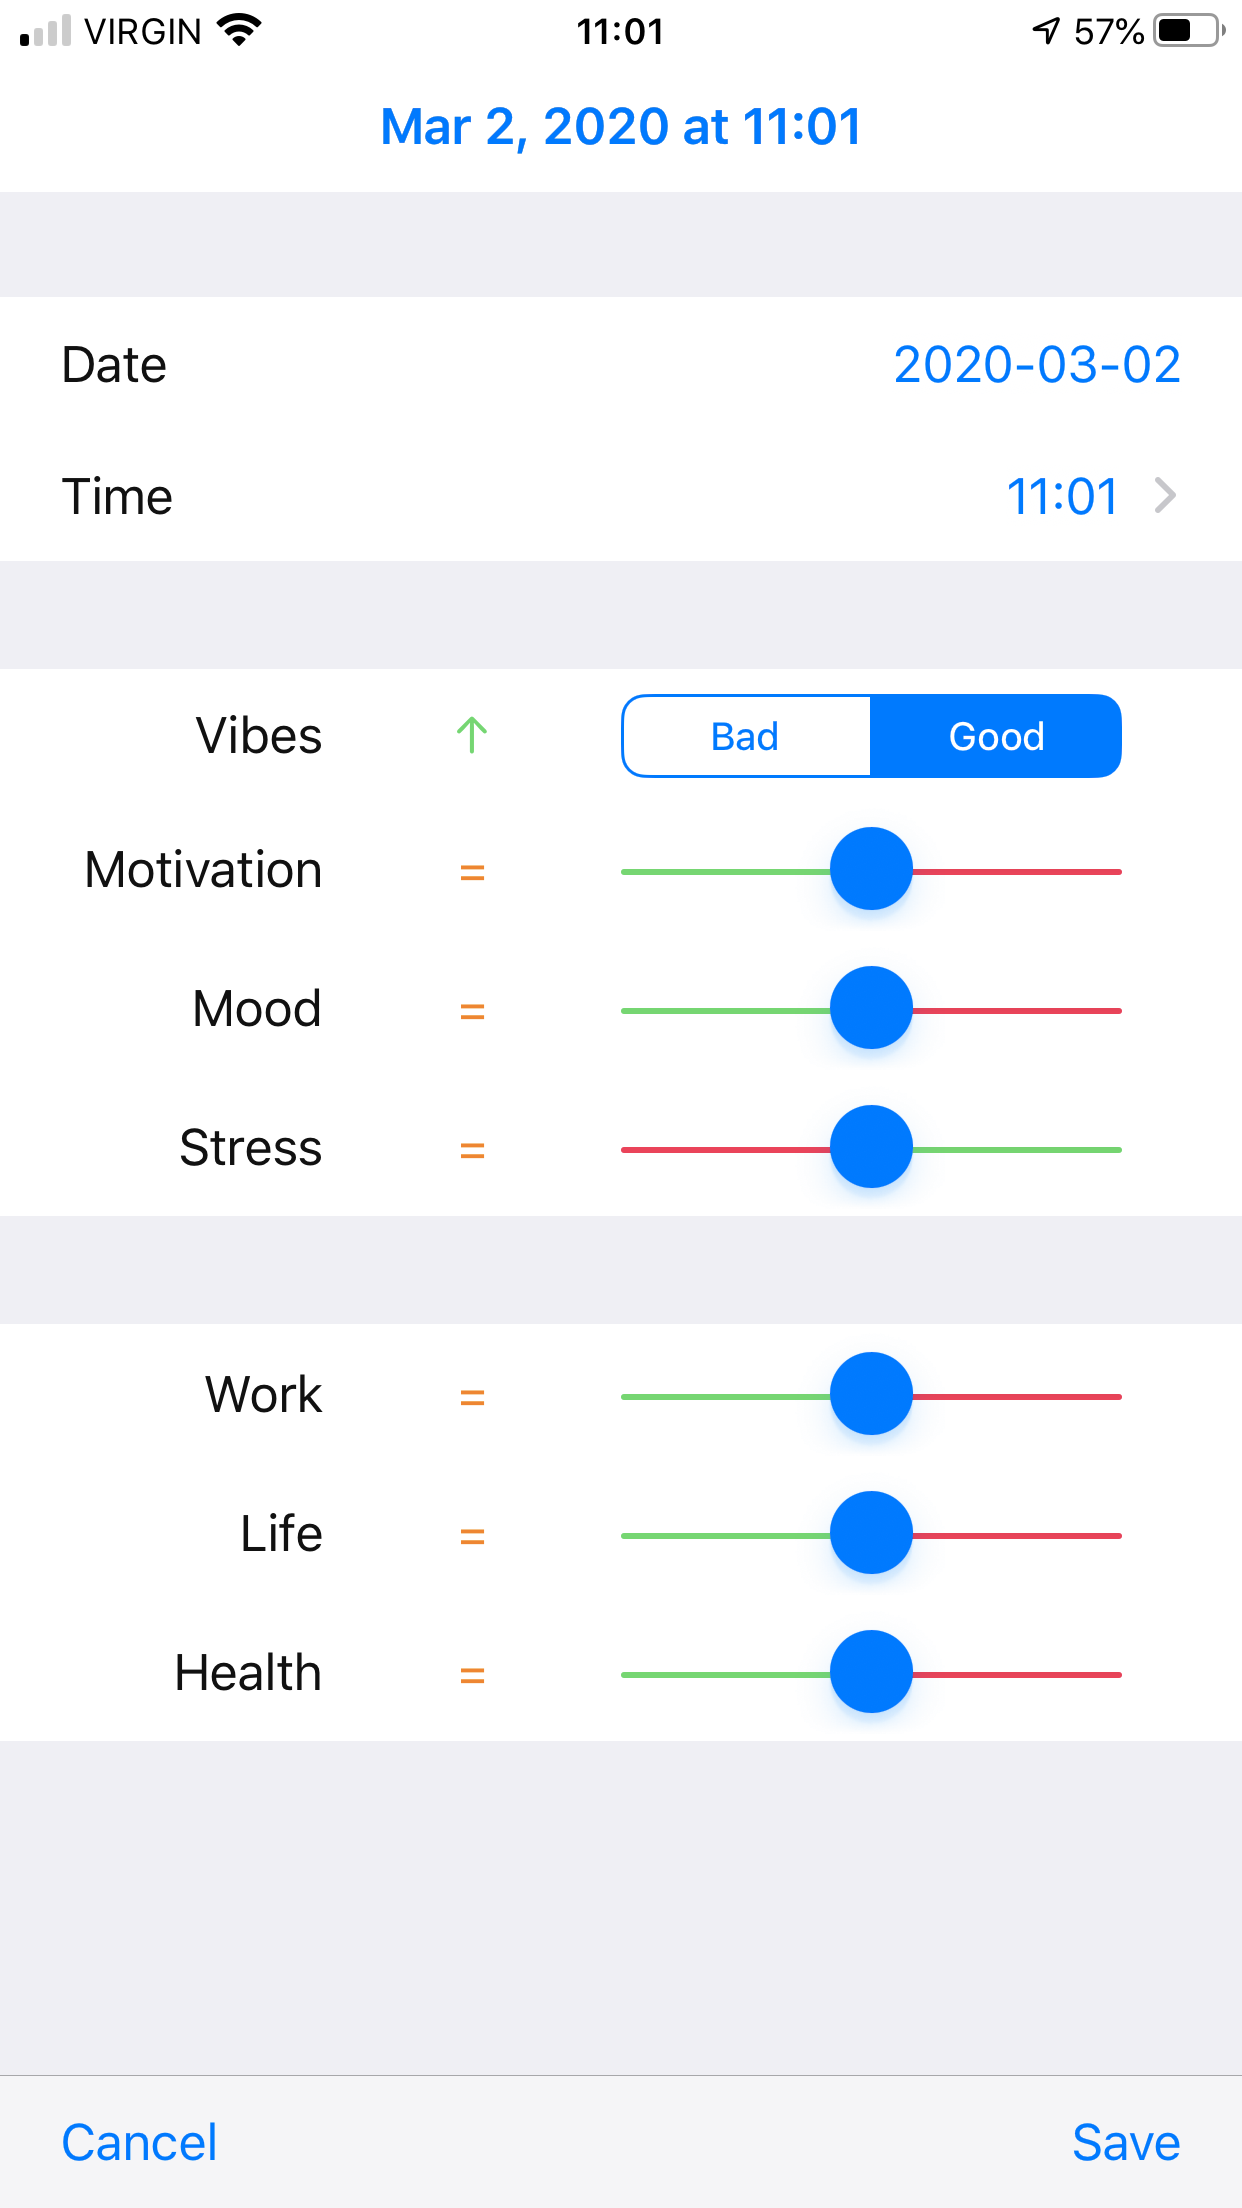 VIRGIN 11:01 57%
Mar 2, 2020 at 11:01
Date 2020-03-02
Time 11:01
Vibes ↑ Bad Good
Motivation =
Mood =
Stress =
Work =
Life =
Health =
Cancel Save